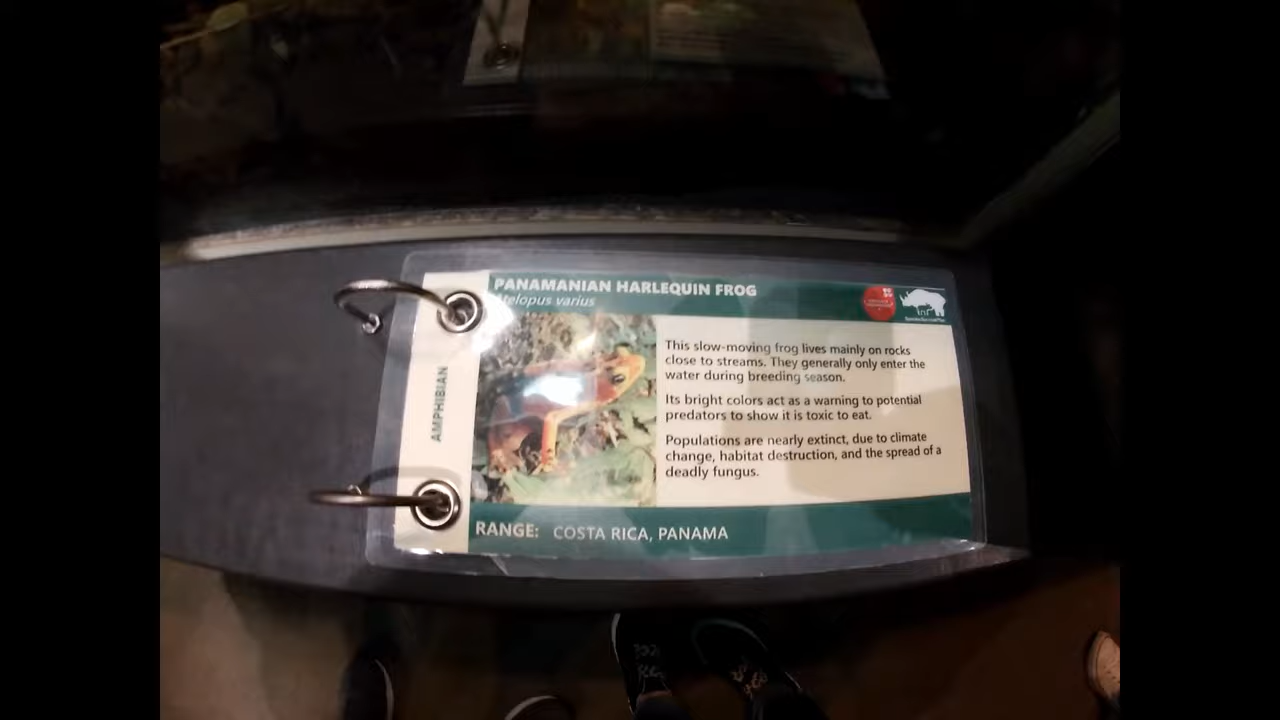 PANAMANIAN HARLEQUIN FROG
Atelopus varius
AMPHIBIAN
This slow-moving frog lives mainly on rocks
close to streams. They generally only enter the
water during breeding season.
Its bright colors act as a warning to potential
predators to show it is toxic to eat.
Populations are nearly extinct, due to climate
change, habitat destruction, and the spread of a
deadly fungus.
RANGE: COSTA RICA, PANAMA